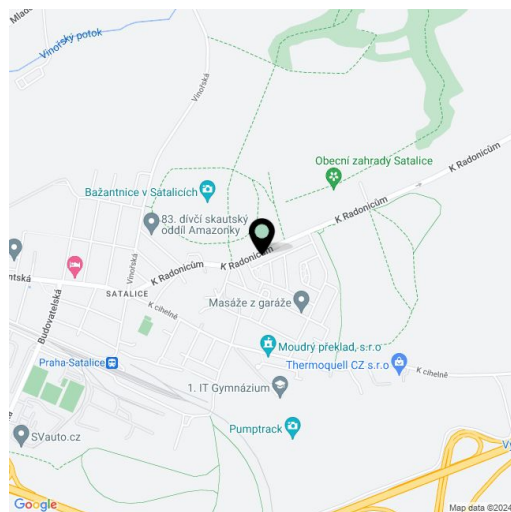 Mlade
Vinořský potok
Vinořská
Obecní zahrady Satalice
K Radonicům
Bažantnice v Satalicích
K Radonicům
83. dívčí skautský
oddíl Amazonky
K Radonicům
Vinořská
K Radonicům
ntská
SATALICE
Masáže z garáže
K cihelně
Budovatelská
Moudrý překlad, s.r.o
Praha-Satalice
Thermoquell CZ s.r.o
K cihelně
1. IT Gymnázium
Pumptrack
SVauto.cz
Google
Map data ©2024